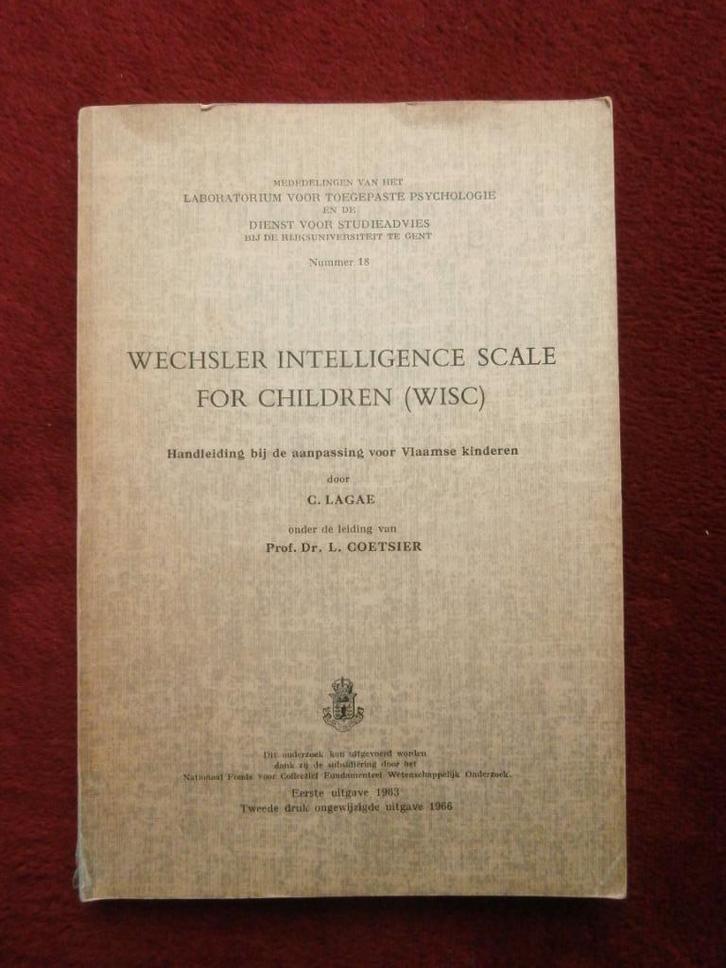 MEDEDELINGEN VAN HET
LABORATORIUM VOOR TOEGEPASTE PSYCHOLOGIE
EN DE
DIENST VOOR STUDIEADVIES
BIJ DE RIJKSUNIVERSITEIT TE GENT
Nummer 18
WECHSLER INTELLIGENCE SCALE
FOR CHILDREN (WISC)
Handleiding bij de aanpassing voor Vlaamse kinderen
door
C. LAGAE
onder de leiding van
Prof. Dr. L. COETSIER
Dit onderzoek kon uitgevoerd worden
dank zij de subsidiëring door het
Nationaal Fonds voor Collectief Fundamenteel Wetenschappelijk Onderzoek.
Eerste uitgave 1963
Tweede druk ongewijzigde uitgave 1966